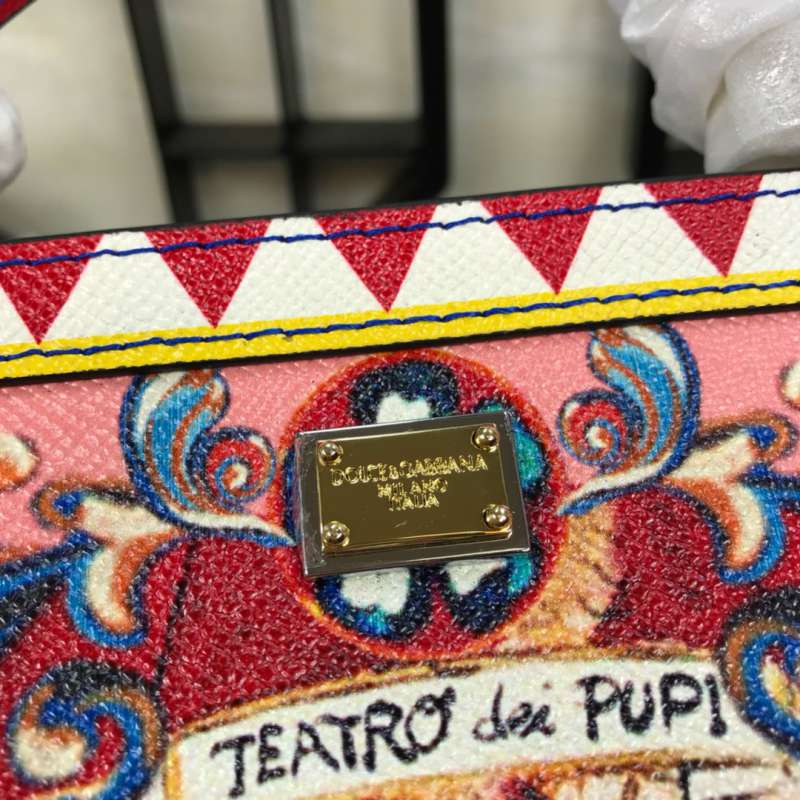 DOLCE&GABBANA
MILANO
ITALIA
TEATRO dei PUPI